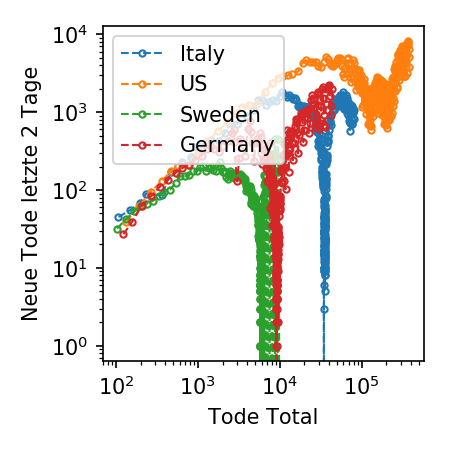 10⁴
10³
10²
10¹
10⁰
Neue Tode letzte 2 Tage
Italy
US
Sweden
Germany
10² 10³ 10⁴ 10⁵
Tode Total